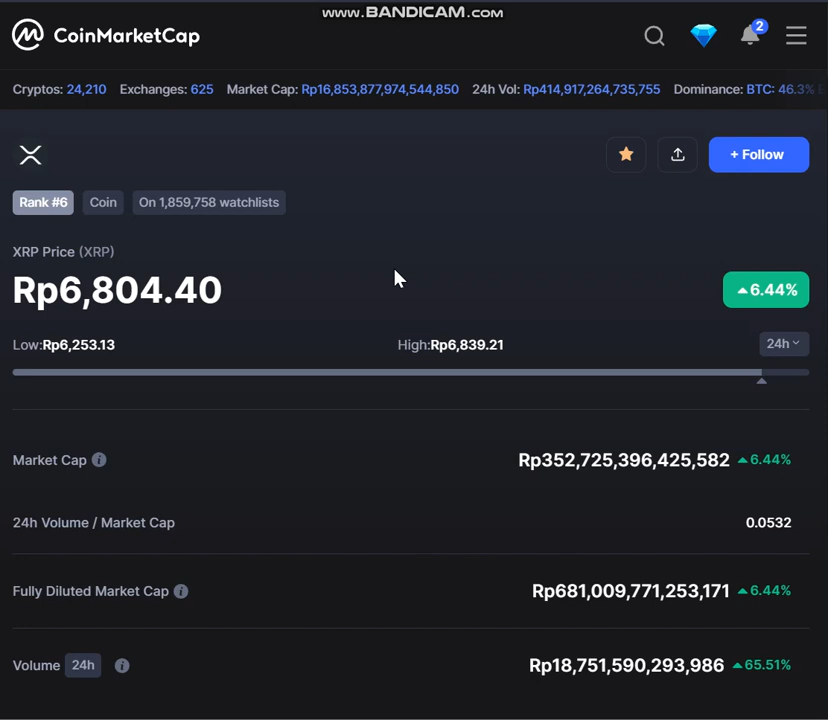 www.BANDICAM.com
CoinMarketCap
2
Cryptos: 24,210 Exchanges: 625 Market Cap: Rp16,853,877,974,544,850 24h Vol: Rp414,917,264,735,755 Dominance: BTC: 46.3%
+ Follow
Rank #6 Coin On 1,859,758 watchlists
XRP Price (XRP)
Rp6,804.40 6.44%
Low:Rp6,253.13 High:Rp6,839.21 24h
Market Cap Rp352,725,396,425,582 6.44%
24h Volume / Market Cap 0.0532
Fully Diluted Market Cap Rp681,009,771,253,171 6.44%
Volume 24h Rp18,751,590,293,986 65.51%